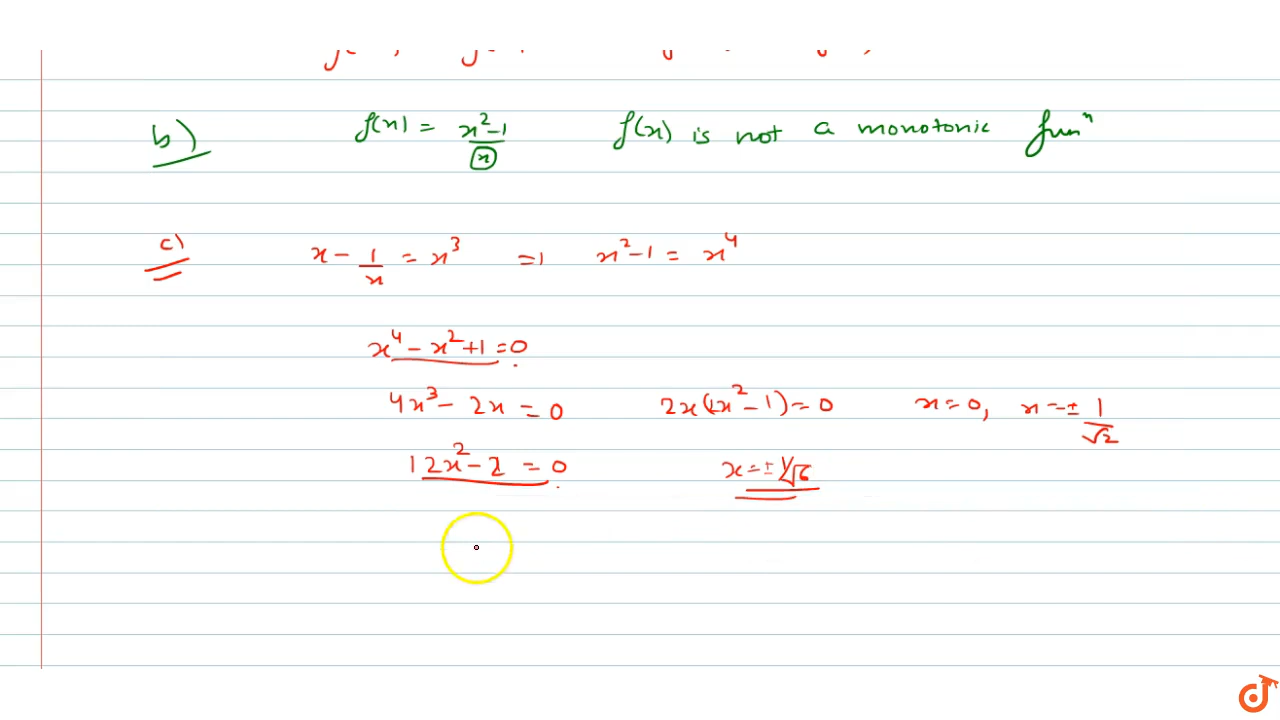 b) f(x) = x²-1/x f(x) is not a monotonic funⁿ
c) x - 1/x = x³ =1 x²-1 = x⁴
x⁴ - x² +1 =0
4x³ - 2x = 0 2x(2x² - 1) = 0 x=0, x=± 1/√2
12x² - 2 = 0 x=± 1/√6